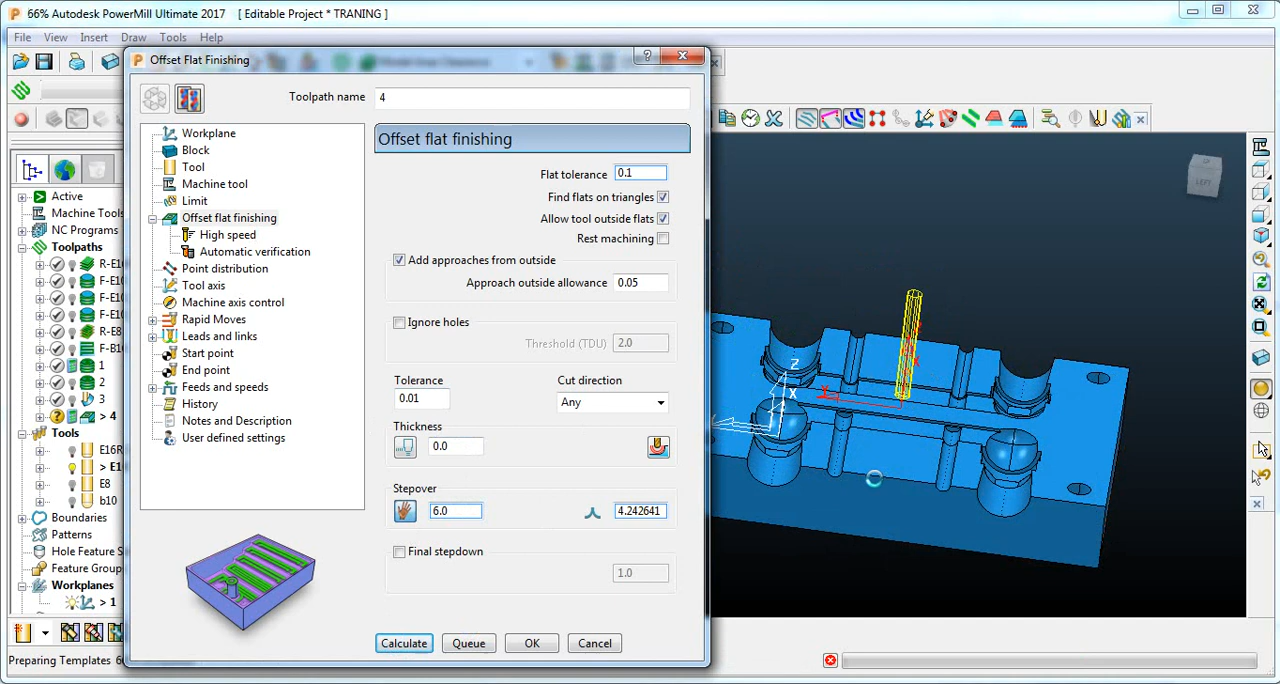 66% Autodesk PowerMill Ultimate 2017 [ Editable Project * TRANING ]
File View Insert Draw Tools Help
Offset Flat Finishing
Toolpath name 4
Workplane
Block
Tool
Machine tool
Limit
Offset flat finishing
High speed
Automatic verification
Point distribution
Tool axis
Machine axis control
Rapid Moves
Leads and links
Start point
End point
Feeds and speeds
History
Notes and Description
User defined settings
Offset flat finishing
Flat tolerance 0.1
Find flats on triangles
Allow tool outside flats
Rest machining
Add approaches from outside
Approach outside allowance 0.05
Ignore holes
Threshold (TDU) 2.0
Tolerance
0.01
Cut direction
Any
Thickness
0.0
Stepover
6.0
4.242641
Final stepdown
1.0
Calculate Queue OK Cancel
Active
Machine Tools
NC Programs
Toolpaths
R-E16
F-E10
F-E10
F-E10
R-E8
F-B10
1
2
3
> 4
Tools
E16R
> E1
E8
b10
Boundaries
Patterns
Hole Feature S
Feature Group
Workplanes
> 1
Preparing Templates 6
LEFT
Z
X
X